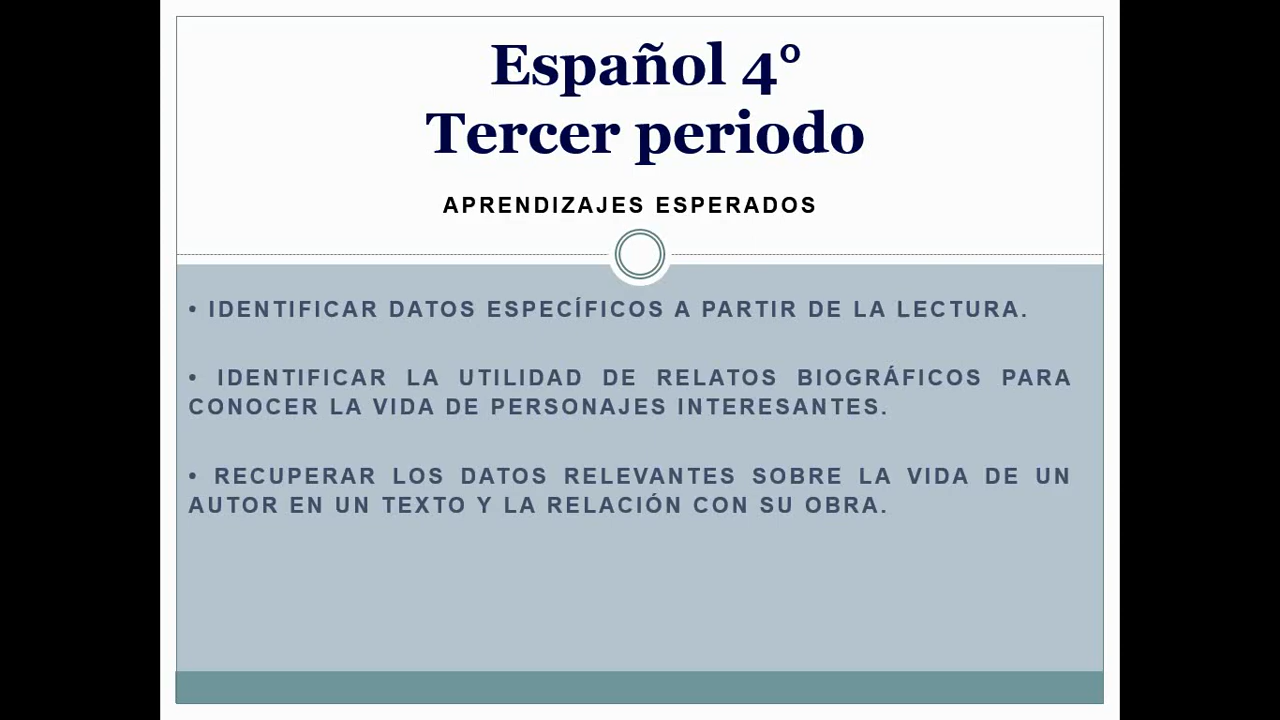 Español 4°
Tercer periodo
APRENDIZAJES ESPERADOS
• IDENTIFICAR DATOS ESPECÍFICOS A PARTIR DE LA LECTURA.
• IDENTIFICAR LA UTILIDAD DE RELATOS BIOGRÁFICOS PARA
CONOCER LA VIDA DE PERSONAJES INTERESANTES.
• RECUPERAR LOS DATOS RELEVANTES SOBRE LA VIDA DE UN
AUTOR EN UN TEXTO Y LA RELACIÓN CON SU OBRA.